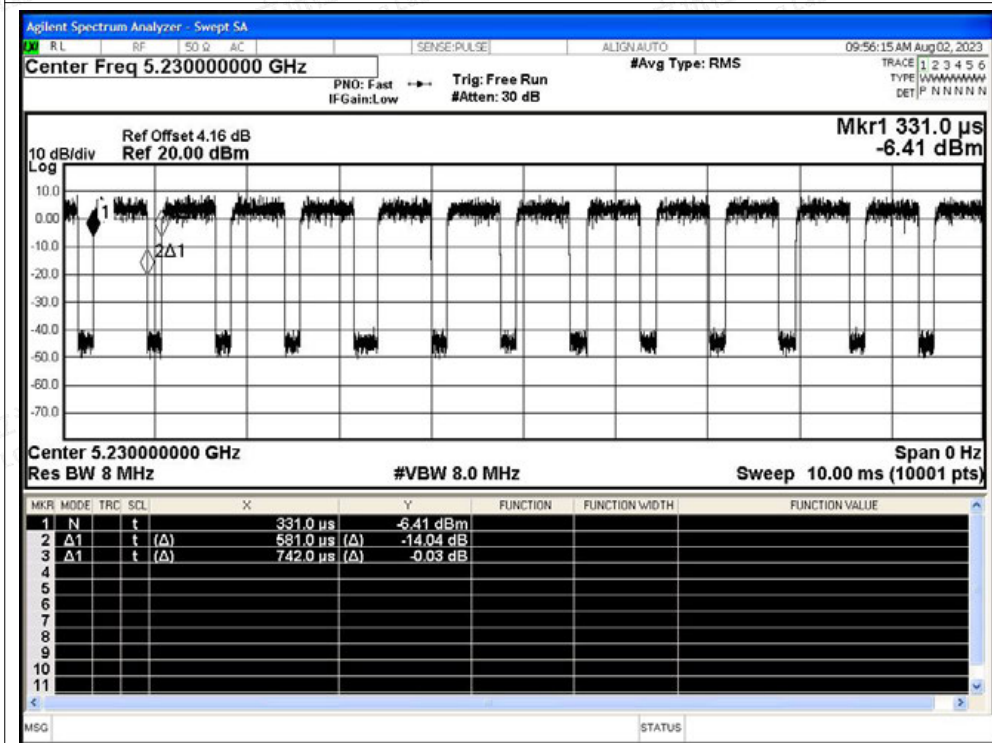 Agilent Spectrum Analyzer - Swept SA
RL RF 50 Ω AC SENSE:PULSE ALIGN AUTO 09:56:15 AM Aug 02, 2023
Center Freq 5.230000000 GHz #Avg Type: RMS TRACE 1 2 3 4 5 6
PNO: Fast Trig: Free Run TYPE WWWWWW
IFGain:Low #Atten: 30 dB DET P N N N N N
Mkr1 331.0 µs
Ref Offset 4.16 dB
10 dB/div Ref 20.00 dBm -6.41 dBm
Log
10.0
0.00
1
-10.0
2Δ1
-20.0
-30.0
-40.0
-50.0
-60.0
-70.0
Center 5.230000000 GHz Span 0 Hz
Res BW 8 MHz #VBW 8.0 MHz Sweep 10.00 ms (10001 pts)
MKR MODE TRC SCL X Y FUNCTION FUNCTION WIDTH FUNCTION VALUE
1 N t 331.0 µs -6.41 dBm
2 Δ1 t (Δ) 581.0 µs (Δ) -14.04 dB
3 Δ1 t (Δ) 742.0 µs (Δ) -0.03 dB
4
5
6
7
8
9
10
11
MSG STATUS